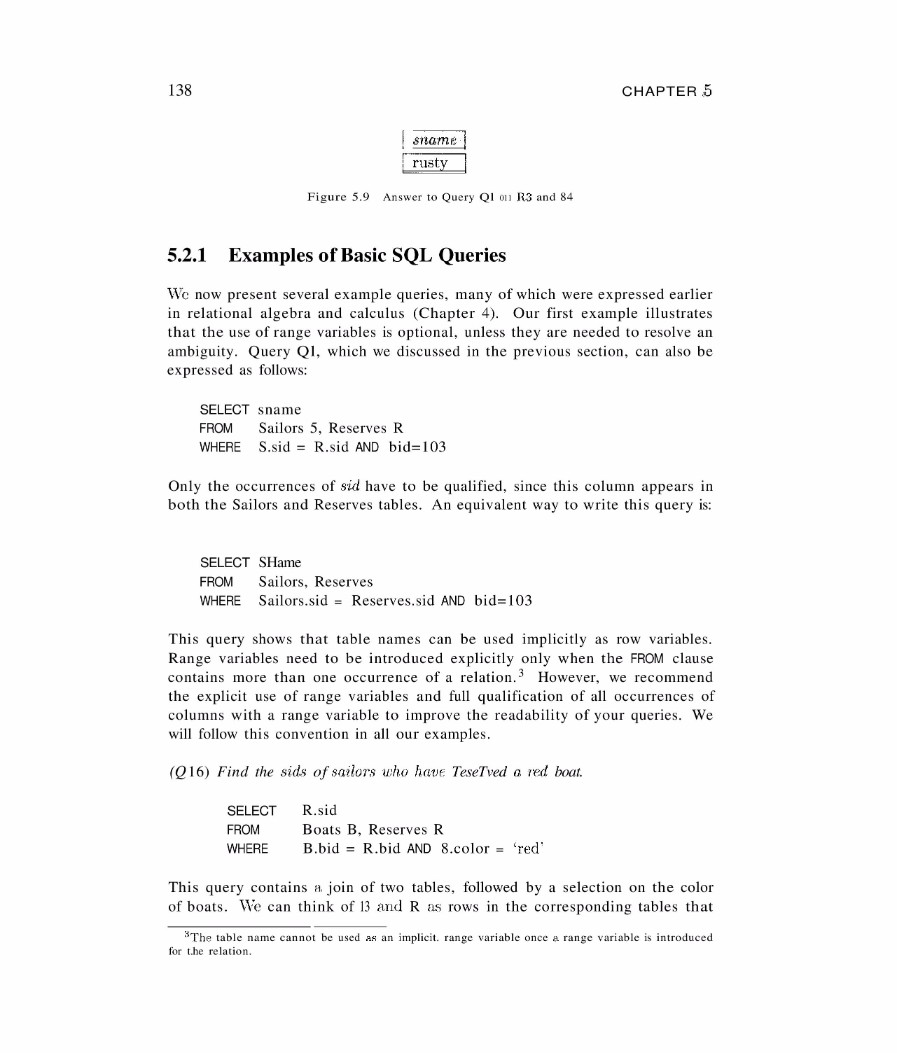 138 CHAPTER 5
sname
rusty
Figure 5.9 Answer to Query Q1 011 R3 and 84
5.2.1 Examples of Basic SQL Queries
We now present several example queries, many of which were expressed earlier
in relational algebra and calculus (Chapter 4). Our first example illustrates
that the use of range variables is optional, unless they are needed to resolve an
ambiguity. Query Q1, which we discussed in the previous section, can also be
expressed as follows:
SELECT sname
FROM Sailors 5, Reserves R
WHERE S.sid = R.sid AND bid=103
Only the occurrences of sid have to be qualified, since this column appears in
both the Sailors and Reserves tables. An equivalent way to write this query is:
SELECT SHame
FROM Sailors, Reserves
WHERE Sailors.sid = Reserves.sid AND bid=103
This query shows that table names can be used implicitly as row variables.
Range variables need to be introduced explicitly only when the FROM clause
contains more than one occurrence of a relation.3 However, we recommend
the explicit use of range variables and full qualification of all occurrences of
columns with a range variable to improve the readability of your queries. We
will follow this convention in all our examples.
(Q16) Find the sids of sailors who have TeseTved a red boat.
SELECT R.sid
FROM Boats B, Reserves R
WHERE B.bid = R.bid AND 8.color = 'red'
This query contains a join of two tables, followed by a selection on the color
of boats. We can think of 13 and R as rows in the corresponding tables that
3The table name cannot be used as an implicit. range variable once a range variable is introduced
for t.he relation.